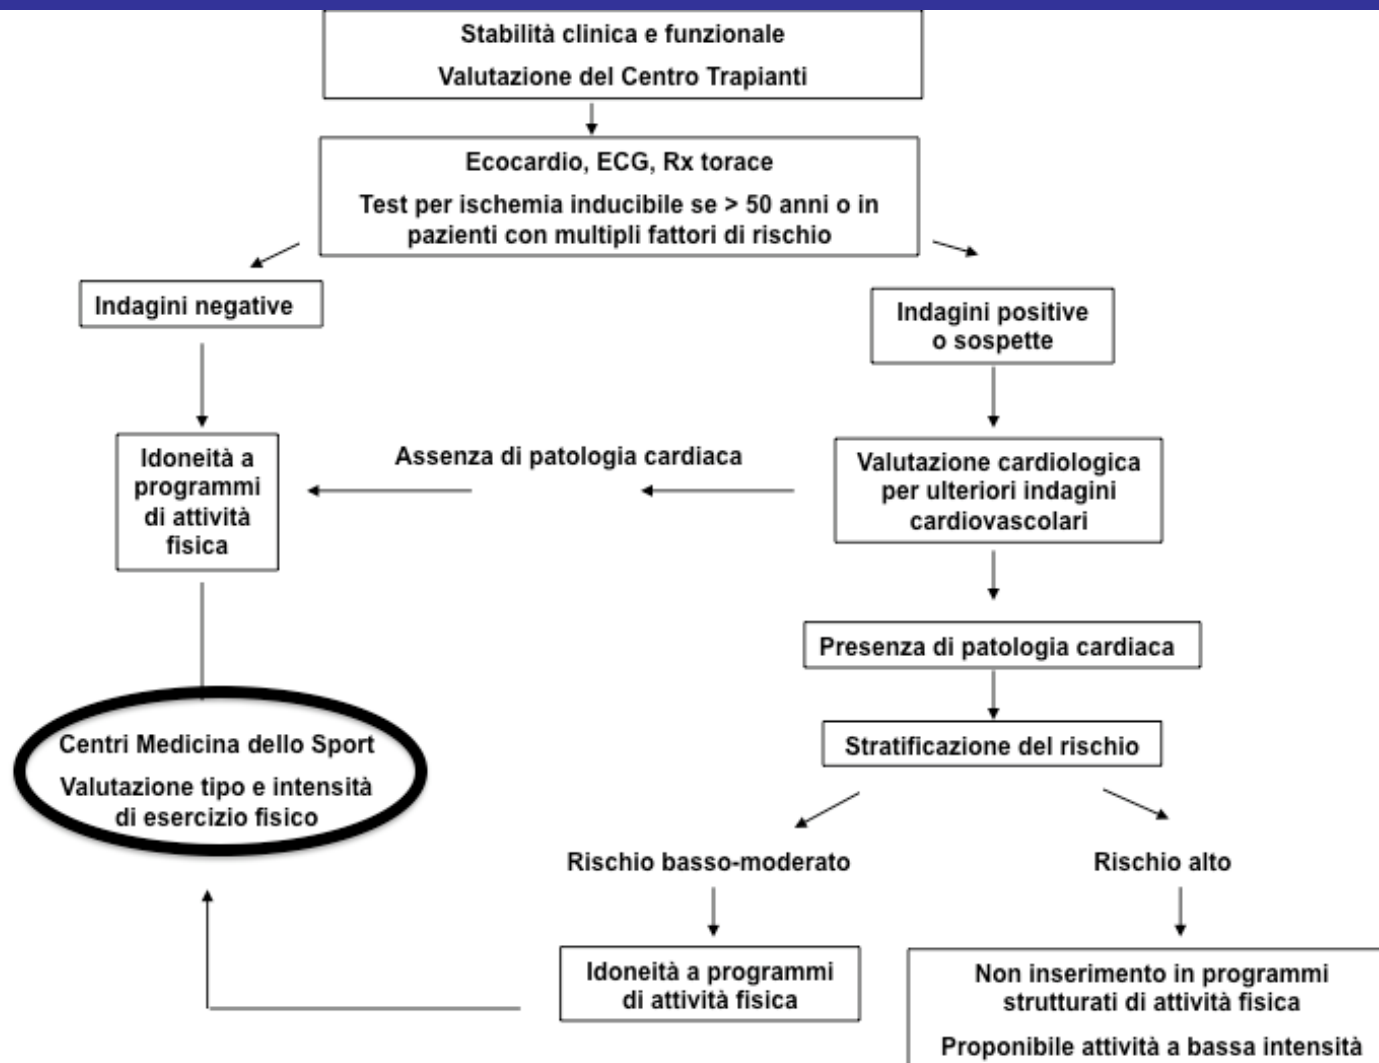 Stabilità clinica e funzionale
Valutazione del Centro Trapianti
Ecocardio, ECG, Rx torace
Test per ischemia inducibile se > 50 anni o in
pazienti con multipli fattori di rischio
Indagini negative
Indagini positive
o sospette
Idoneità a
programmi
di attività
fisica
Assenza di patologia cardiaca
Valutazione cardiologica
per ulteriori indagini
cardiovascolari
Presenza di patologia cardiaca
Centri Medicina dello Sport
Valutazione tipo e intensità
di esercizio fisico
Stratificazione del rischio
Rischio basso-moderato
Rischio alto
Idoneità a programmi
di attività fisica
Non inserimento in programmi
strutturati di attività fisica
Proponibile attività a bassa intensità